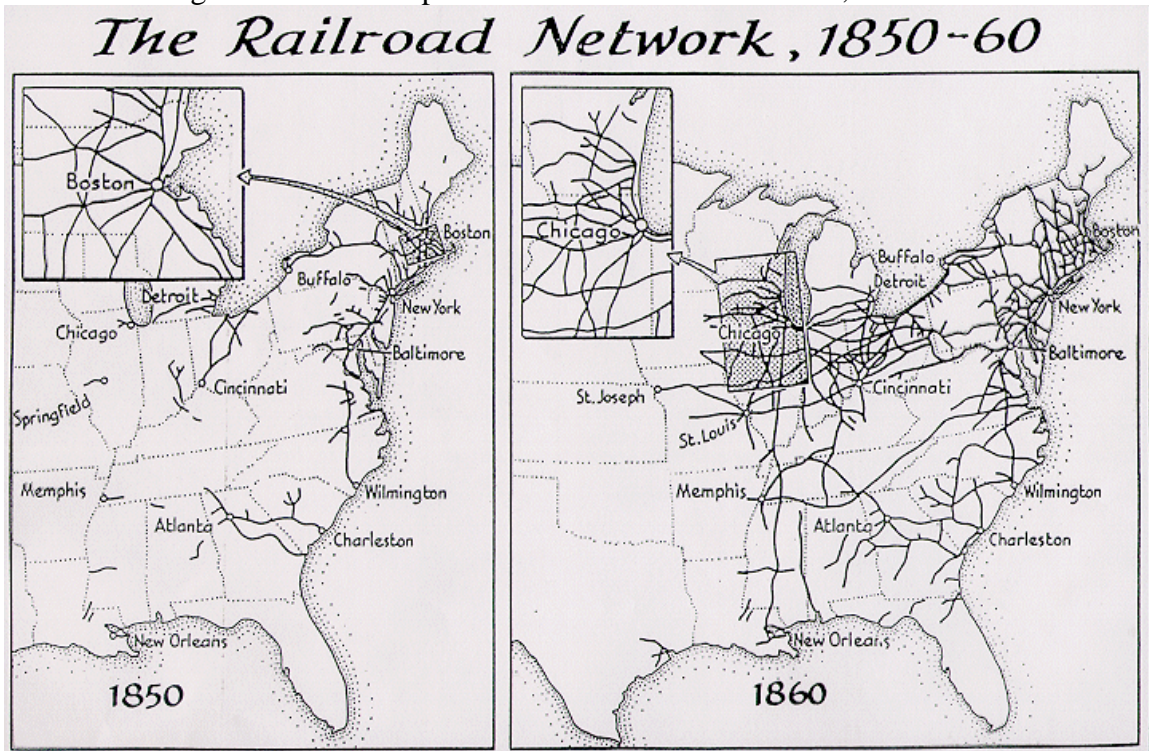 The Railroad Network, 1850-60
Boston
Boston
Buffalo
Detroit
New York
Chicago
Baltimore
Cincinnati
Springfield
Memphis
Wilmington
Atlanta
Charleston
New Orleans
1850
Chicago
Boston
Buffalo
Detroit
New York
Chicago
Baltimore
Cincinnati
St. Joseph
St. Louis
Memphis
Wilmington
Atlanta
Charleston
New Orleans
1860